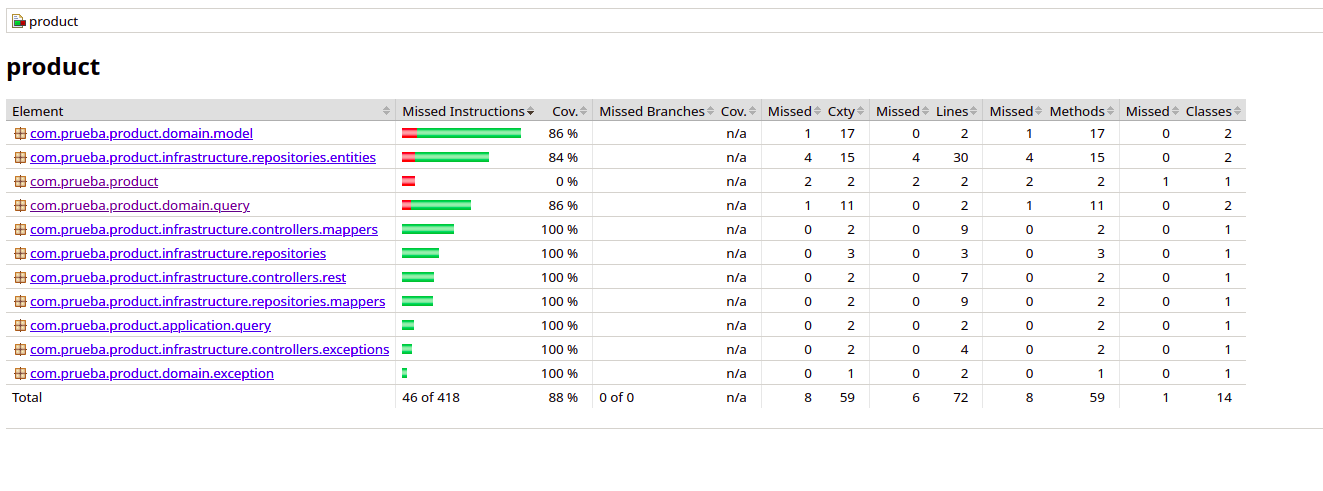 product
product
Element Missed Instructions Cov. Missed Branches Cov. Missed Cxty Missed Lines Missed Methods Missed Classes
com.prueba.product.domain.model 86 % n/a 1 17 0 2 1 17 0 2
com.prueba.product.infrastructure.repositories.entities 84 % n/a 4 15 4 30 4 15 0 2
com.prueba.product 0 % n/a 2 2 2 2 2 2 1 1
com.prueba.product.domain.query 86 % n/a 1 11 0 2 1 11 0 2
com.prueba.product.infrastructure.controllers.mappers 100 % n/a 0 2 0 9 0 2 0 1
com.prueba.product.infrastructure.repositories 100 % n/a 0 3 0 3 0 3 0 1
com.prueba.product.infrastructure.controllers.rest 100 % n/a 0 2 0 7 0 2 0 1
com.prueba.product.infrastructure.repositories.mappers 100 % n/a 0 2 0 9 0 2 0 1
com.prueba.product.application.query 100 % n/a 0 2 0 2 0 2 0 1
com.prueba.product.infrastructure.controllers.exceptions 100 % n/a 0 2 0 4 0 2 0 1
com.prueba.product.domain.exception 100 % n/a 0 1 0 2 0 1 0 1
Total 46 of 418 88 % 0 of 0 n/a 8 59 6 72 8 59 1 14